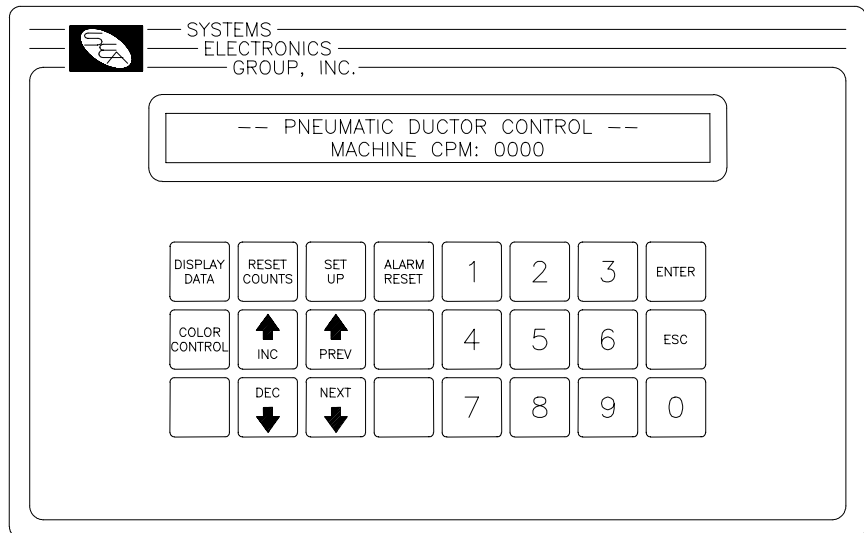 SYSTEMS
ELECTRONICS
GROUP, INC.
SEA
-- PNEUMATIC DUCTOR CONTROL --
MACHINE CPM: 0000
DISPLAY DATA
RESET COUNTS
SET UP
ALARM RESET
1
2
3
ENTER
COLOR CONTROL
INC
PREV
4
5
6
ESC
DEC
NEXT
7
8
9
0